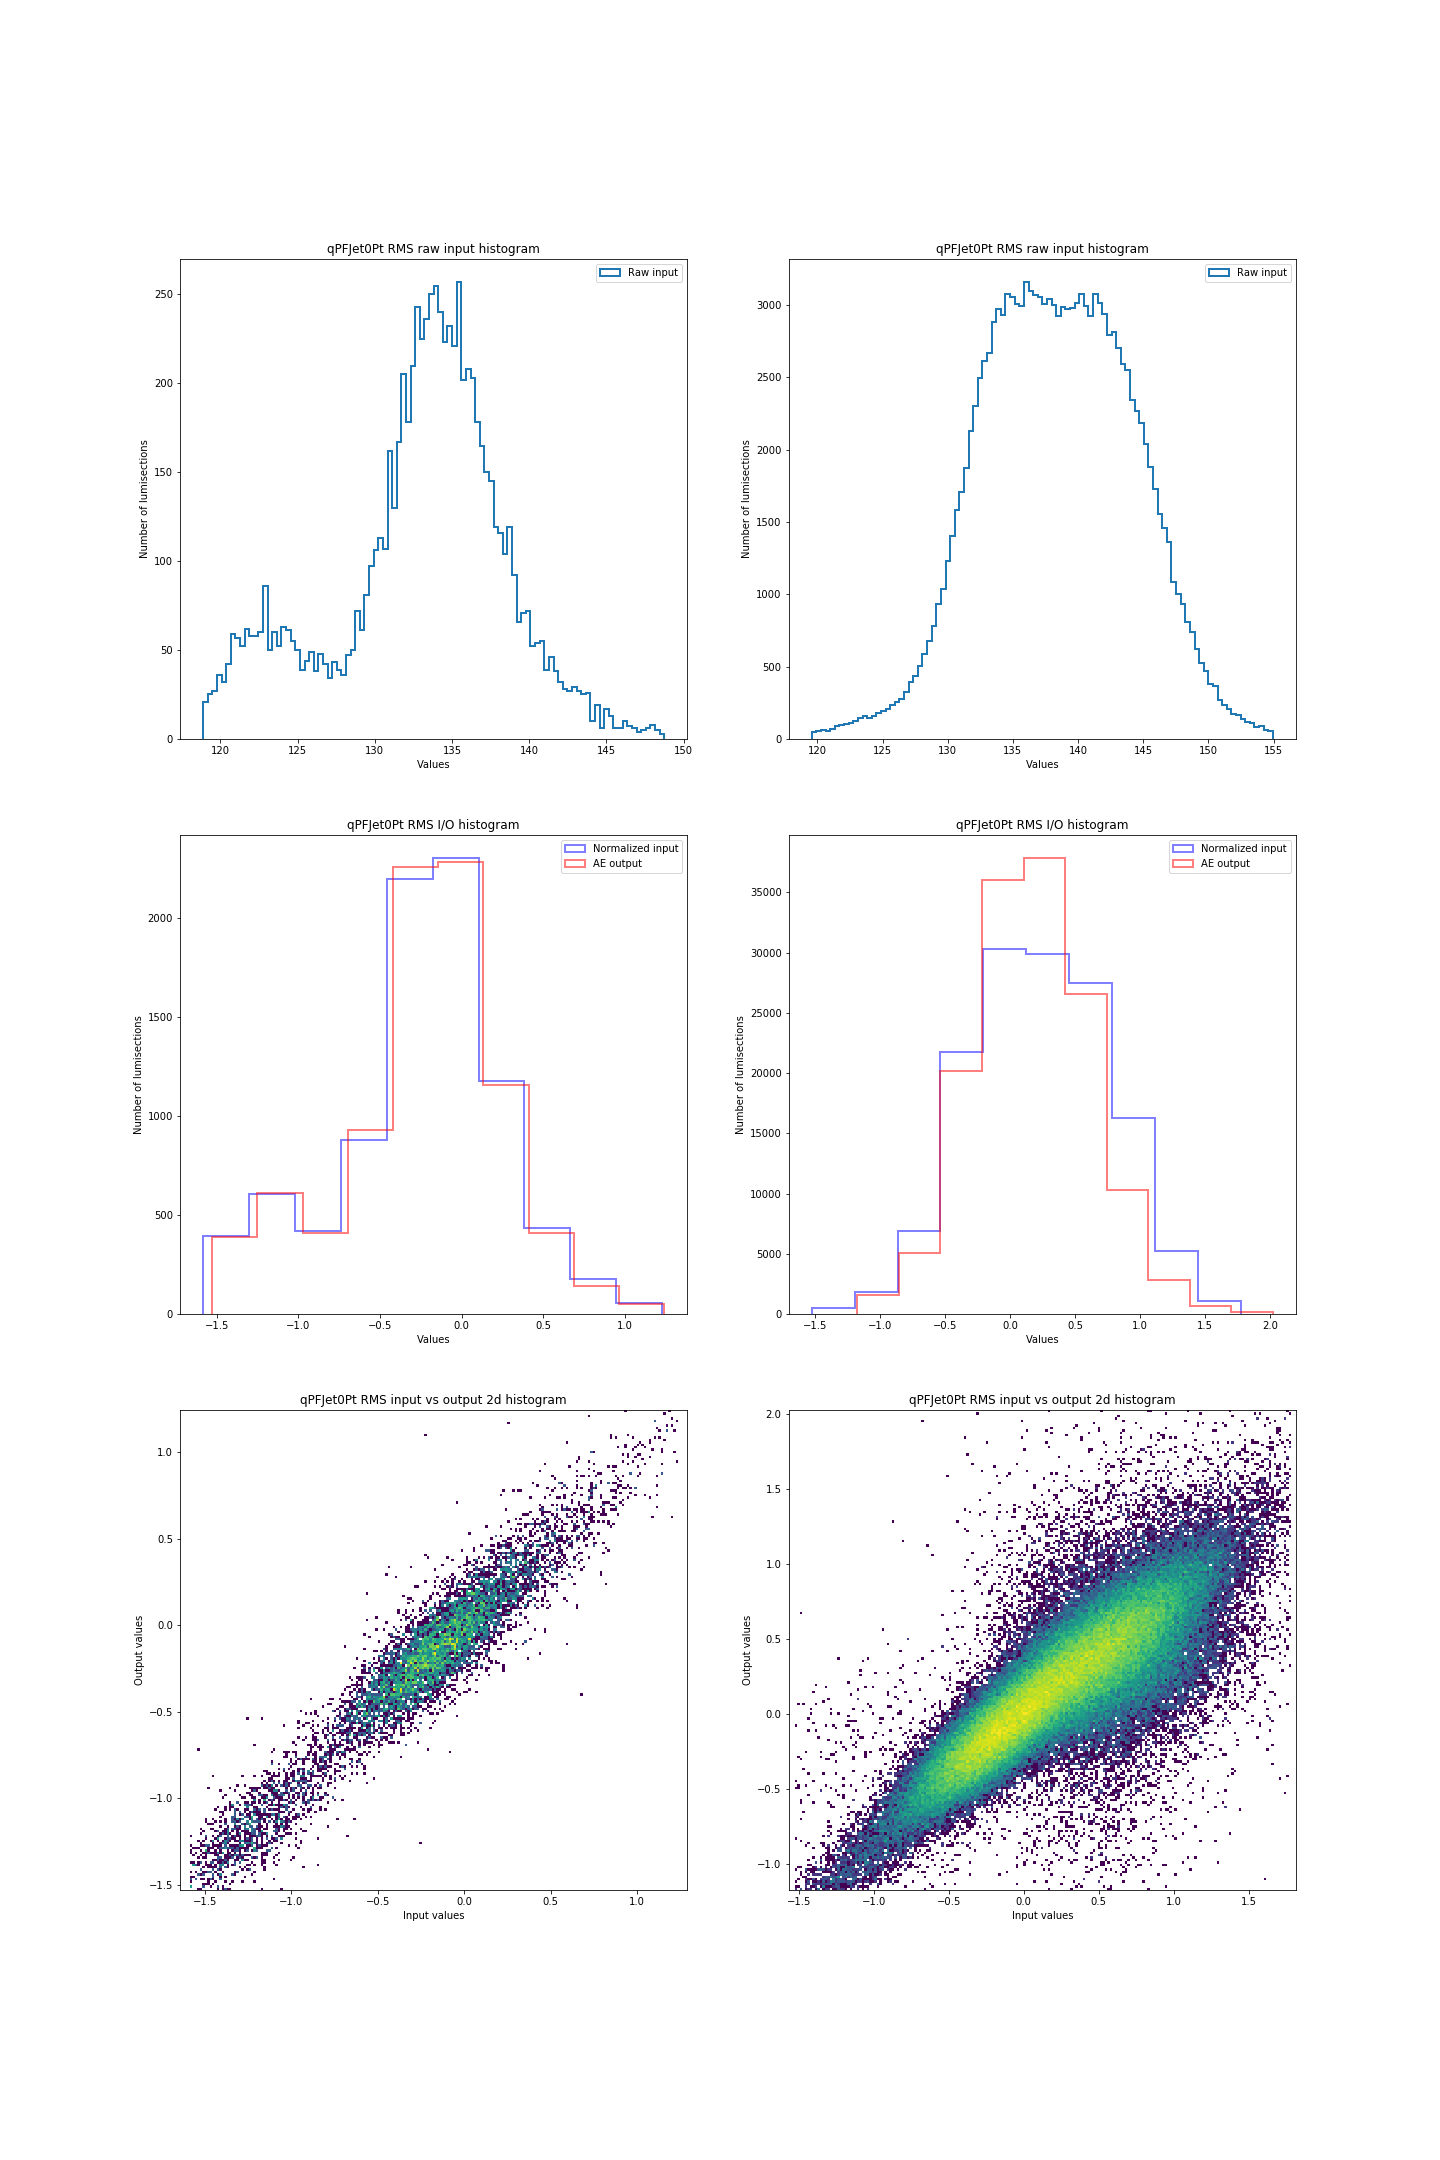 qPFJet0Pt RMS raw input histogram
Raw input
Number of lumisections
250
200
150
100
50
0
120 125 130 135 140 145 150
Values
qPFJet0Pt RMS raw input histogram
Raw input
Number of lumisections
3000
2500
2000
1500
1000
500
0
120 125 130 135 140 145 150 155
Values
qPFJet0Pt RMS I/O histogram
Normalized input
AE output
Number of lumisections
2000
1500
1000
500
0
−1.5 −1.0 −0.5 0.0 0.5 1.0
Values
qPFJet0Pt RMS I/O histogram
Normalized input
AE output
Number of lumisections
35000
30000
25000
20000
15000
10000
5000
0
−1.5 −1.0 −0.5 0.0 0.5 1.0 1.5 2.0
Values
qPFJet0Pt RMS input vs output 2d histogram
Output values
1.0
0.5
0.0
−0.5
−1.0
−1.5
−1.5 −1.0 −0.5 0.0 0.5 1.0
Input values
qPFJet0Pt RMS input vs output 2d histogram
Output values
2.0
1.5
1.0
0.5
0.0
−0.5
−1.0
−1.5 −1.0 −0.5 0.0 0.5 1.0 1.5
Input values